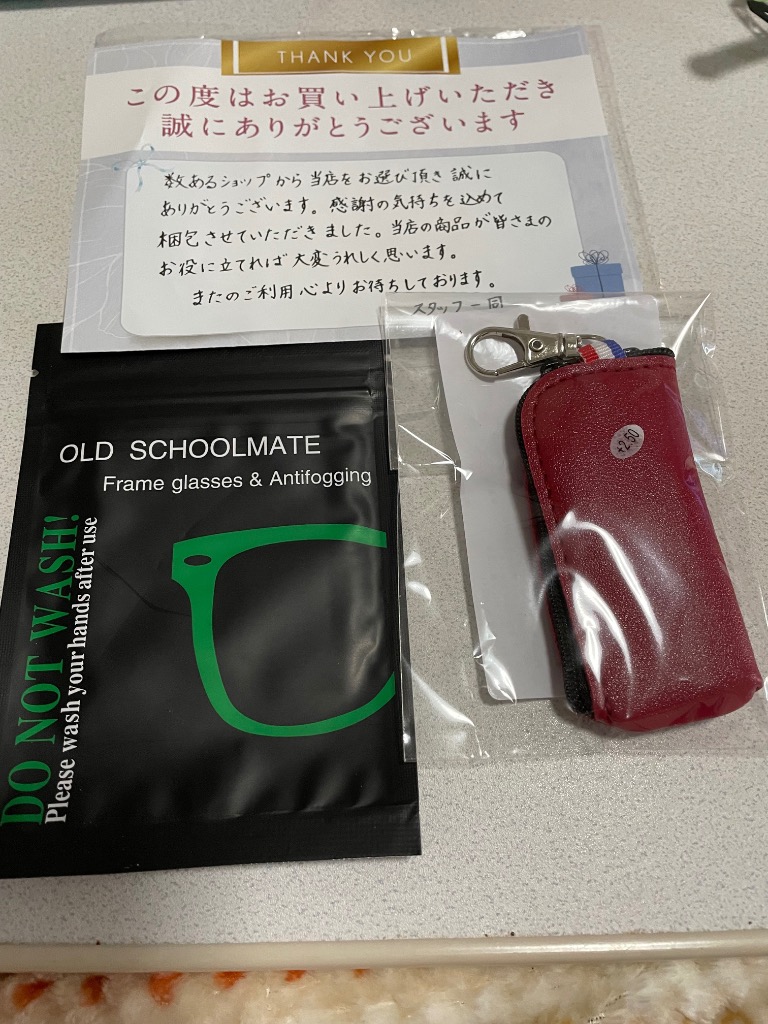 THANK YOU
この度はお買い上げいただき
誠にありがとうございます
数あるショップから当店をお選び頂き誠に
ありがとうございます。感謝の気持ちを込めて
梱包させていただきました。当店の商品が皆さまの
お役に立てれば大変うれしく思います。
またのご利用心よりお待ちしております。
スタッフ一同
OLD SCHOOLMATE
Frame glasses & Antifogging
DO NOT WASH!
Please wash your hands after use
+2.50